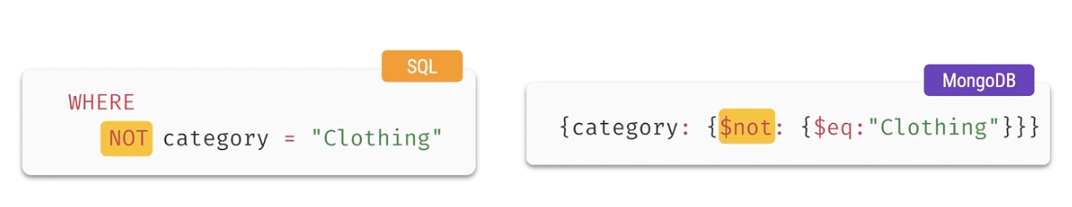 SQL
WHERE
NOT category = "Clothing"
MongoDB
{category: {$not: {$eq:"Clothing"}}}